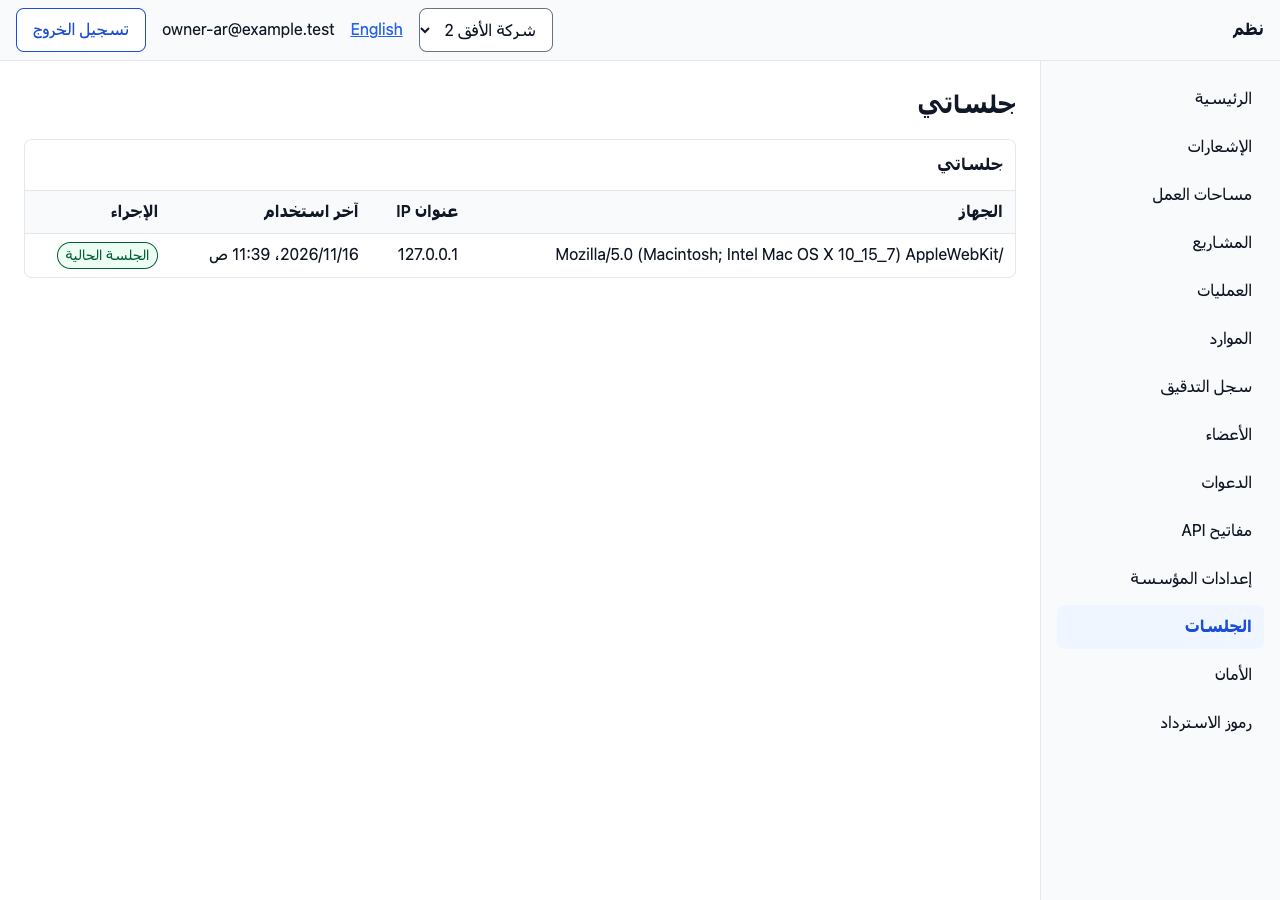 نظم
شركة الأفق 2
English
owner-ar@example.test
تسجيل الخروج
الرئيسية
الإشعارات
مساحات العمل
المشاريع
العمليات
الموارد
سجل التدقيق
الأعضاء
الدعوات
مفاتيح API
إعدادات المؤسسة
الجلسات
الأمان
رموز الاسترداد
جلساتي
جلساتي
الجهاز عنوان IP آخر استخدام الإجراء
Mozilla/5.0 (Macintosh; Intel Mac OS X 10_15_7) AppleWebKit/ 127.0.0.1 2026/11/16، 11:39 ص الجلسة الحالية